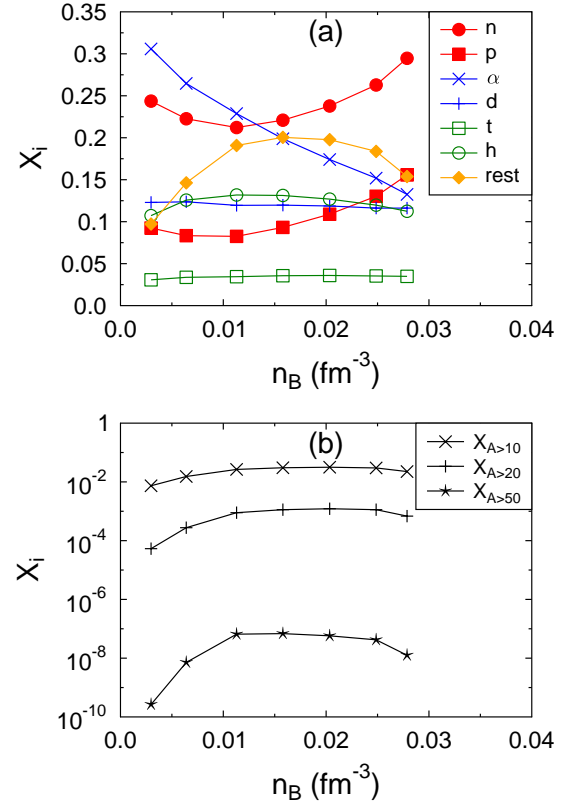 (a)
0.35
0.3
0.25
0.2
0.15
0.1
0.05
0.0
X_i
n
p
α
d
t
h
rest
0.0 0.01 0.02 0.03 0.04
n_B (fm^-3)
(b)
1
10^-2
10^-4
10^-6
10^-8
10^-10
X_i
X_A>10
X_A>20
X_A>50
0.0 0.01 0.02 0.03 0.04
n_B (fm^-3)